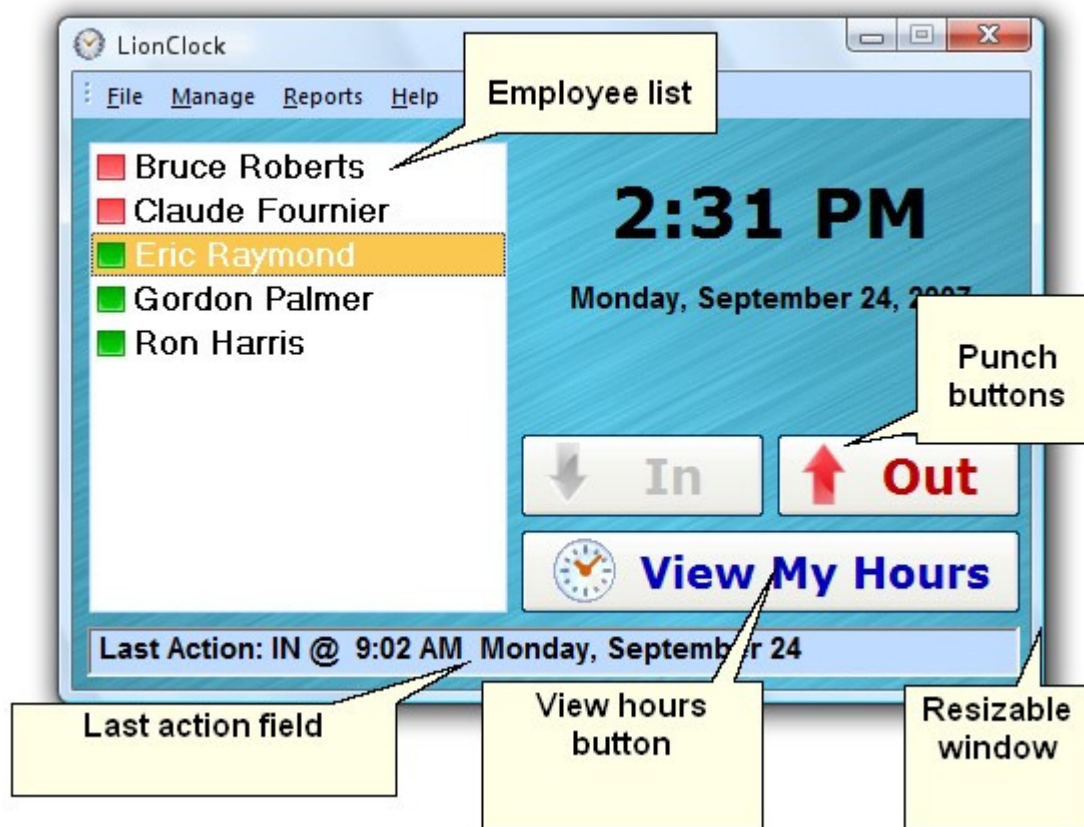 LionClock
File Manage Reports Help
Employee list
Bruce Roberts
Claude Fournier
Eric Raymond
Gordon Palmer
Ron Harris
2:31 PM
Monday, September 24, 2007
Punch
buttons
In
Out
View My Hours
Last Action: IN @ 9:02 AM Monday, September 24
Last action field
View hours
button
Resizable
window